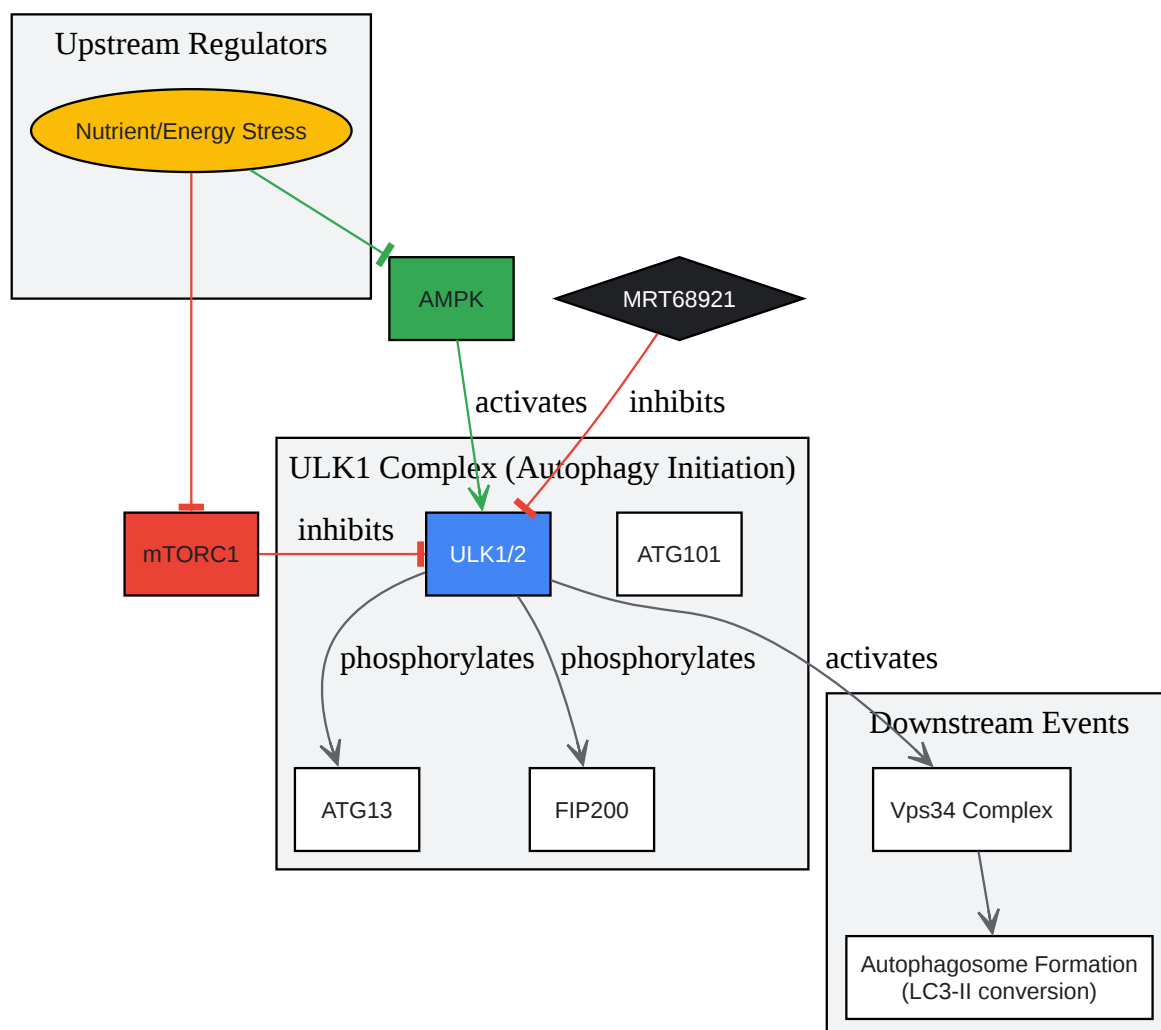 Upstream Regulators
Nutrient/Energy Stress
AMPK
MRT68921
activates
inhibits
ULK1 Complex (Autophagy Initiation)
mTORC1
inhibits
ULK1/2
ATG101
phosphorylates
phosphorylates
activates
Downstream Events
ATG13
FIP200
Vps34 Complex
Autophagosome Formation
(LC3-II conversion)